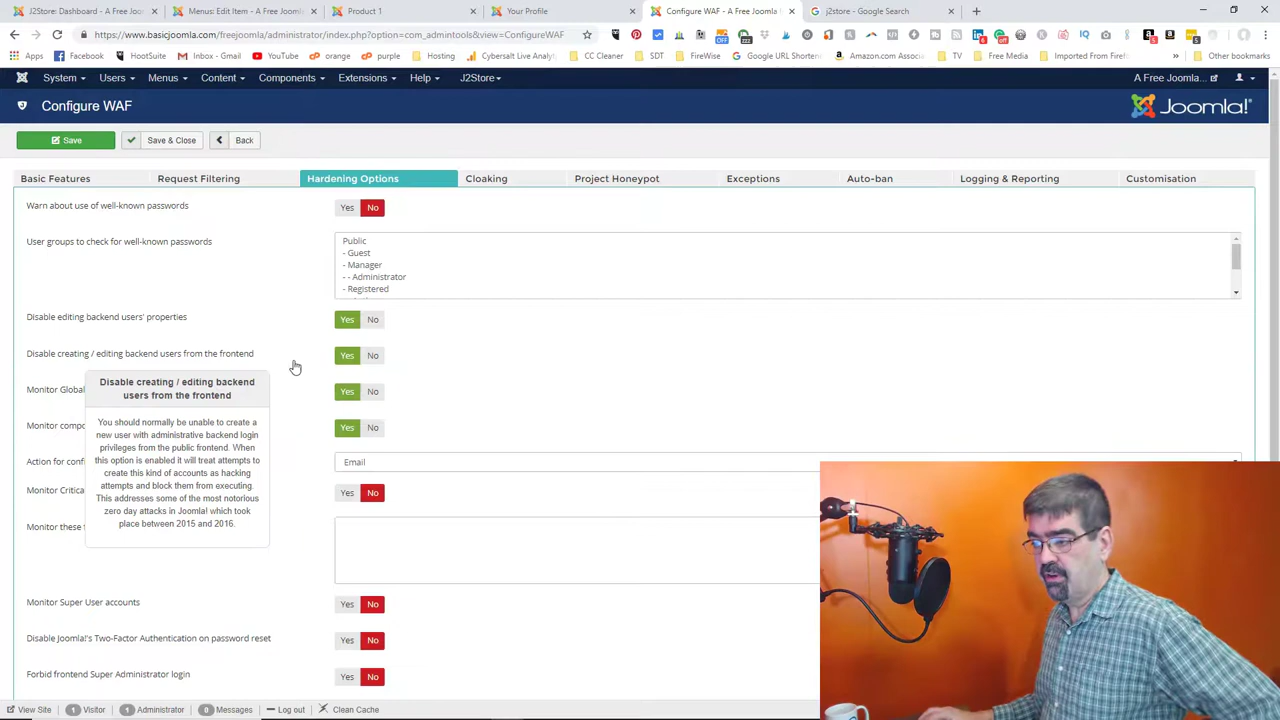 J2Store: Dashboard - A Free Joo
Menus: Edit Item - A Free Jooml
Product 1
Your Profile
Configure WAF - A Free Joomla
j2store - Google Search
https://www.basicjoomla.com/freejoomla/administrator/index.php?option=com_admintools&view=ConfigureWAF
Facebook
HootSuite
Inbox - Gmail
YouTube
orange
purple
Cybersell Live Analy
CC Cleaner
SDT
FireWise
Google URL Shorten
Amazon.com Associ
TV
Free Media
Imported From Firef
Other bookmarks
System
Users
Menus
Content
Components
Extensions
Help
J2Store
A Free Joomla...
Configure WAF
Joomla!
Save
Save & Close
Back
Basic Features
Request Filtering
Hardening Options
Cloaking
Project Honeypot
Exceptions
Auto-ban
Logging & Reporting
Customisation
Warn about use of well-known passwords
Yes No
User groups to check for well-known passwords
Public
- Guest
- Manager
- - Administrator
- Registered
Disable editing backend users' properties
Yes No
Disable creating / editing backend users from the frontend
Yes No
Disable creating / editing backend
users from the frontend
You should normally be unable to create a
new user with administrative backend login
privileges from the public frontend. When
this option is enabled it will treat attempts to
create this kind of accounts as hacking
attempts and block them from executing.
This addresses some of the most notorious
zero day attacks in Joomla! which took
place between 2015 and 2016.
Monitor Global
Yes No
Monitor compo
Yes No
Action for conf
Email
Monitor Critica
Yes No
Monitor these
Monitor Super User accounts
Yes No
Disable Joomla!'s Two-Factor Authentication on password reset
Yes No
Forbid frontend Super Administrator login
Yes No
View Site
1 Visitor
1 Administrator
0 Messages
Log out
Clean Cache